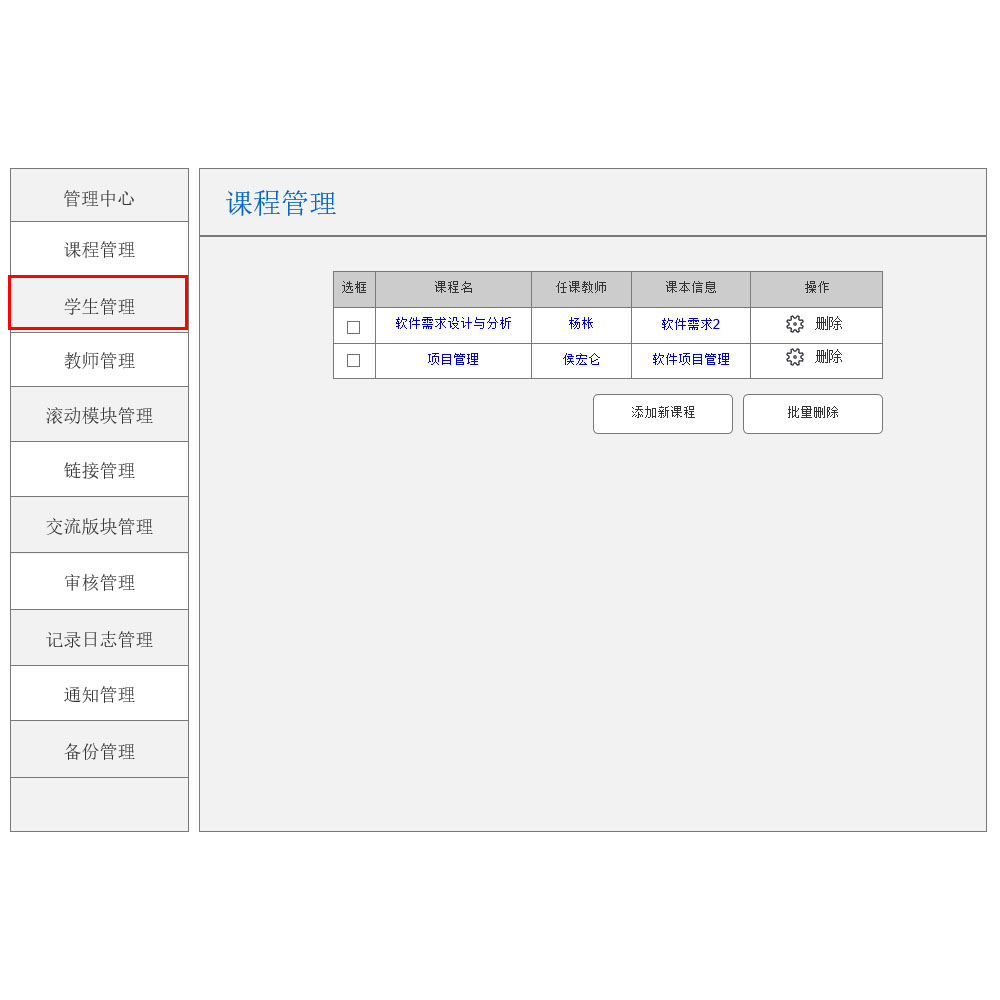 管理中心
课程管理
学生管理
教师管理
滚动模块管理
链接管理
交流版块管理
审核管理
记录日志管理
通知管理
备份管理
课程管理
选框 课程名 任课教师 课本信息 操作
软件需求设计与分析 杨枨 软件需求2 删除
项目管理 侯宏仑 软件项目管理 删除
添加新课程 批量删除